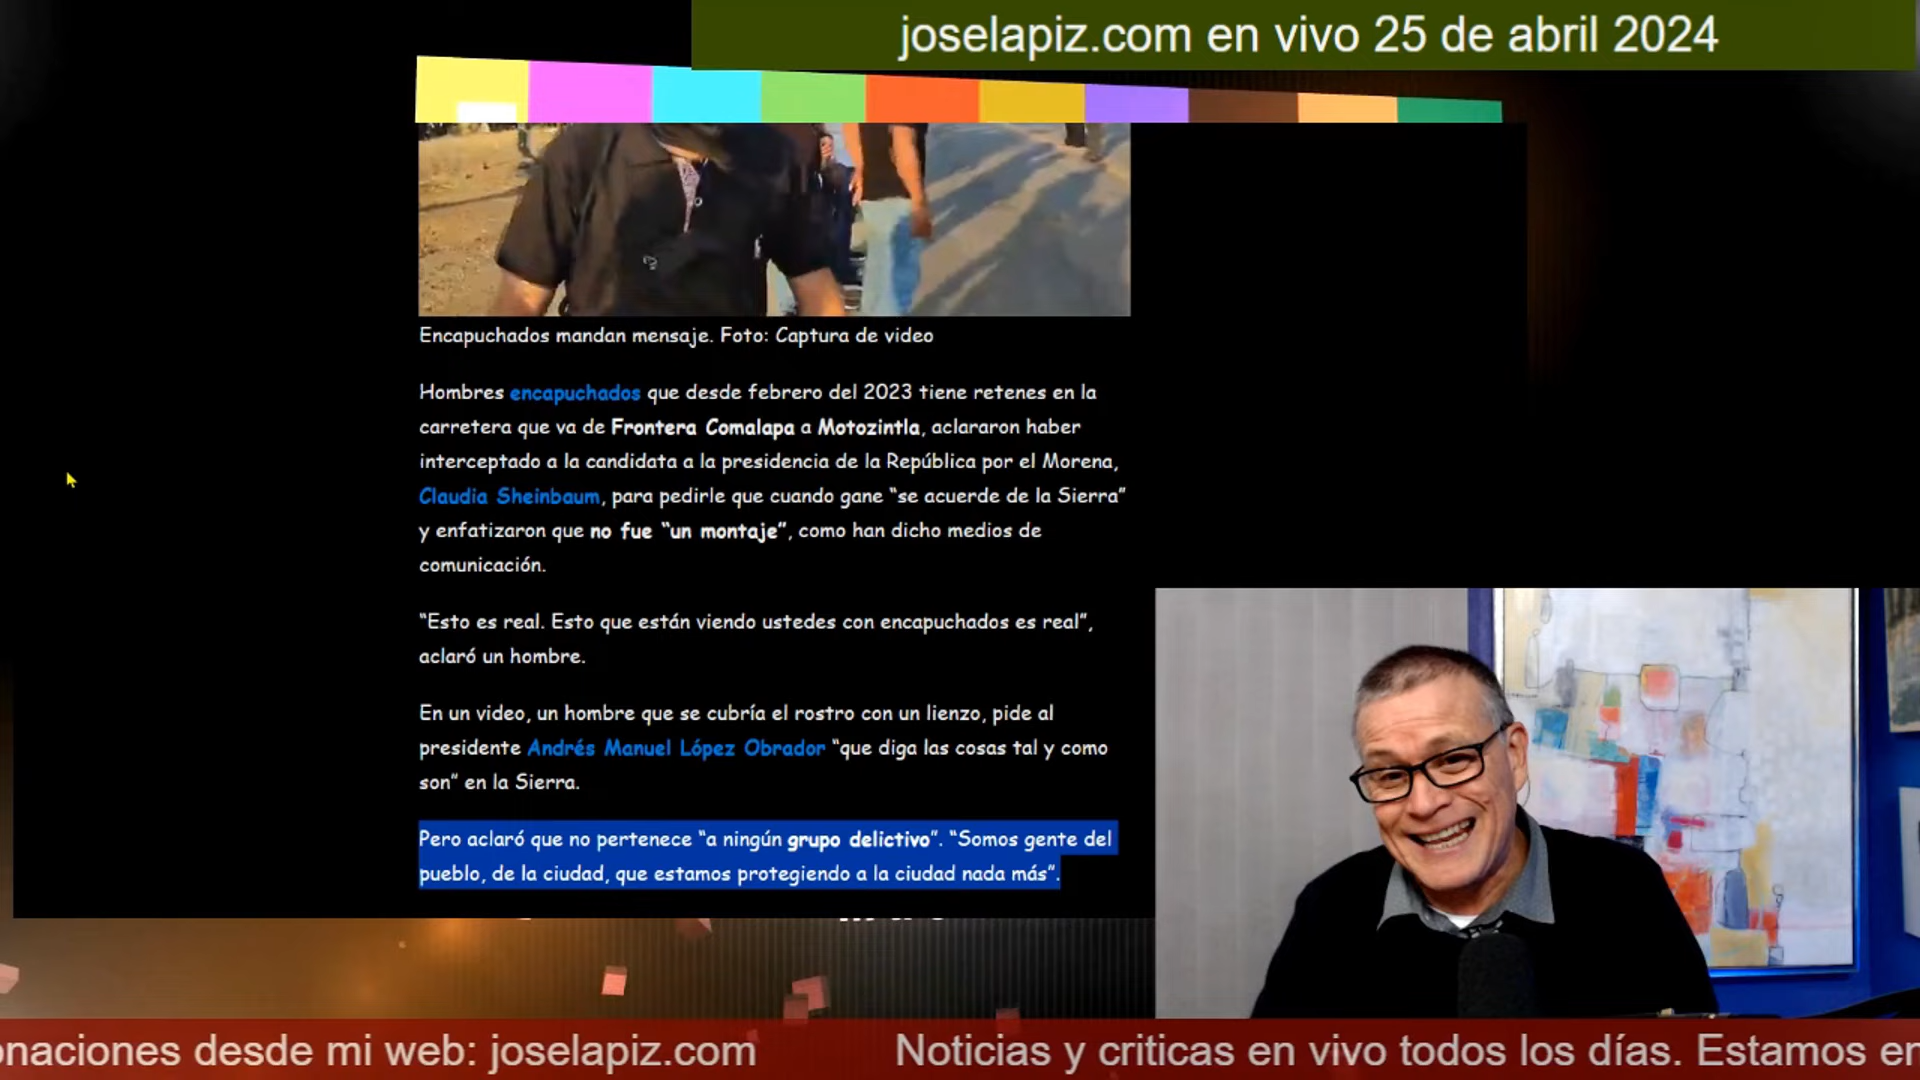 joselapiz.com en vivo 25 de abril 2024
Encapuchados mandan mensaje. Foto: Captura de video
Hombres encapuchados que desde febrero del 2023 tiene retenes en la
carretera que va de Frontera Comalapa a Motozintla, aclararon haber
interceptado a la candidata a la presidencia de la República por el Morena,
Claudia Sheinbaum, para pedirle que cuando gane “se acuerde de la Sierra”
y enfatizaron que no fue “un montaje”, como han dicho medios de
comunicación.
“Esto es real. Esto que están viendo ustedes con encapuchados es real”,
aclaró un hombre.
En un video, un hombre que se cubría el rostro con un lienzo, pide al
presidente Andrés Manuel López Obrador “que diga las cosas tal y como
son” en la Sierra.
Pero aclaró que no pertenece “a ningún grupo delictivo”. “Somos gente del
pueblo, de la ciudad, que estamos protegiendo a la ciudad nada más”.
onaciones desde mi web: joselapiz.com Noticias y criticas en vivo todos los días. Estamos en